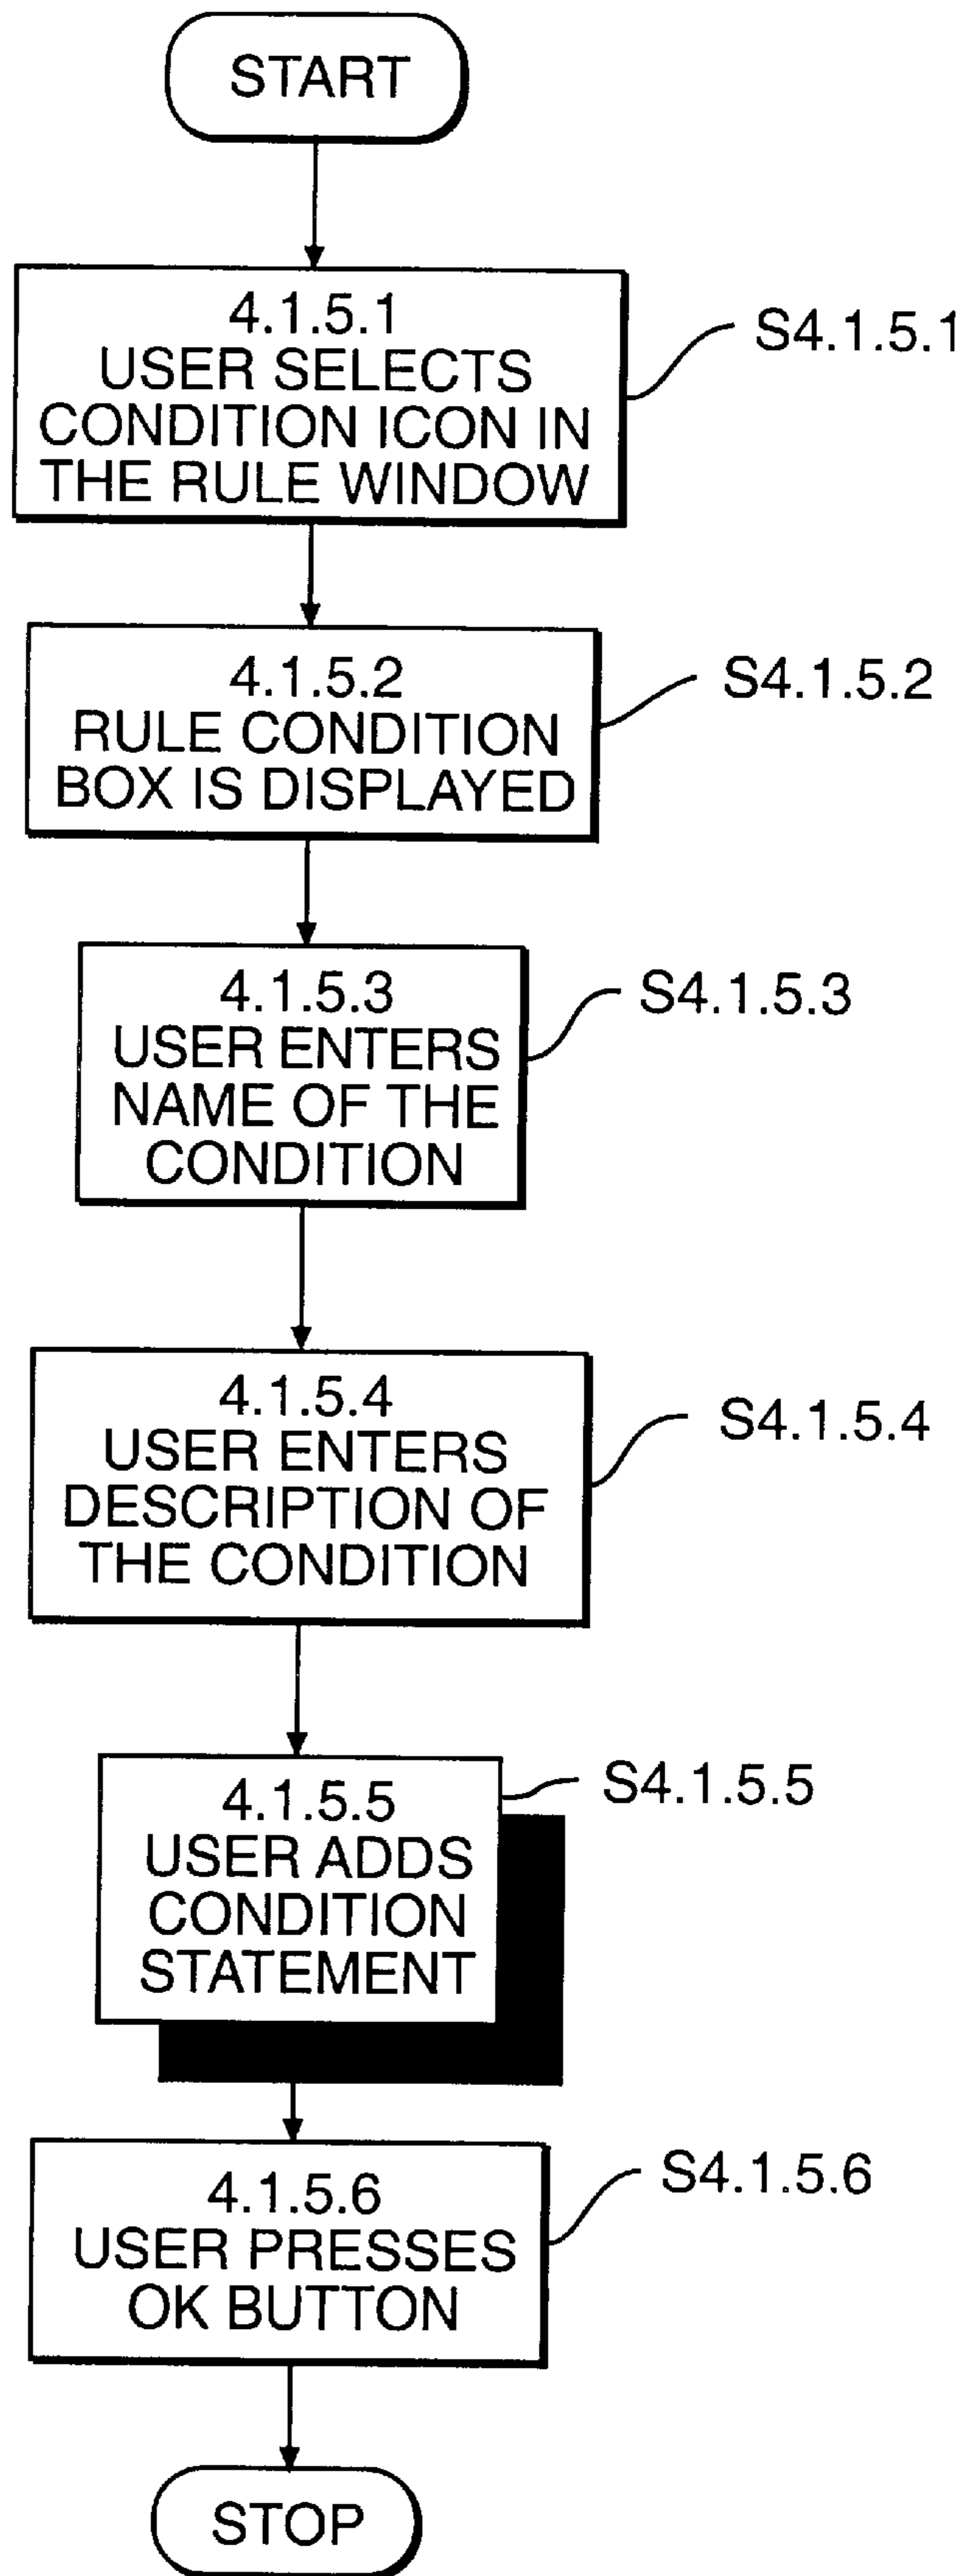 START
4.1.5.1
USER SELECTS
CONDITION ICON IN
THE RULE WINDOW
S4.1.5.1
4.1.5.2
RULE CONDITION
BOX IS DISPLAYED
S4.1.5.2
4.1.5.3
USER ENTERS
NAME OF THE
CONDITION
S4.1.5.3
4.1.5.4
USER ENTERS
DESCRIPTION OF
THE CONDITION
S4.1.5.4
4.1.5.5
USER ADDS
CONDITION
STATEMENT
S4.1.5.5
4.1.5.6
USER PRESSES
OK BUTTON
S4.1.5.6
STOP